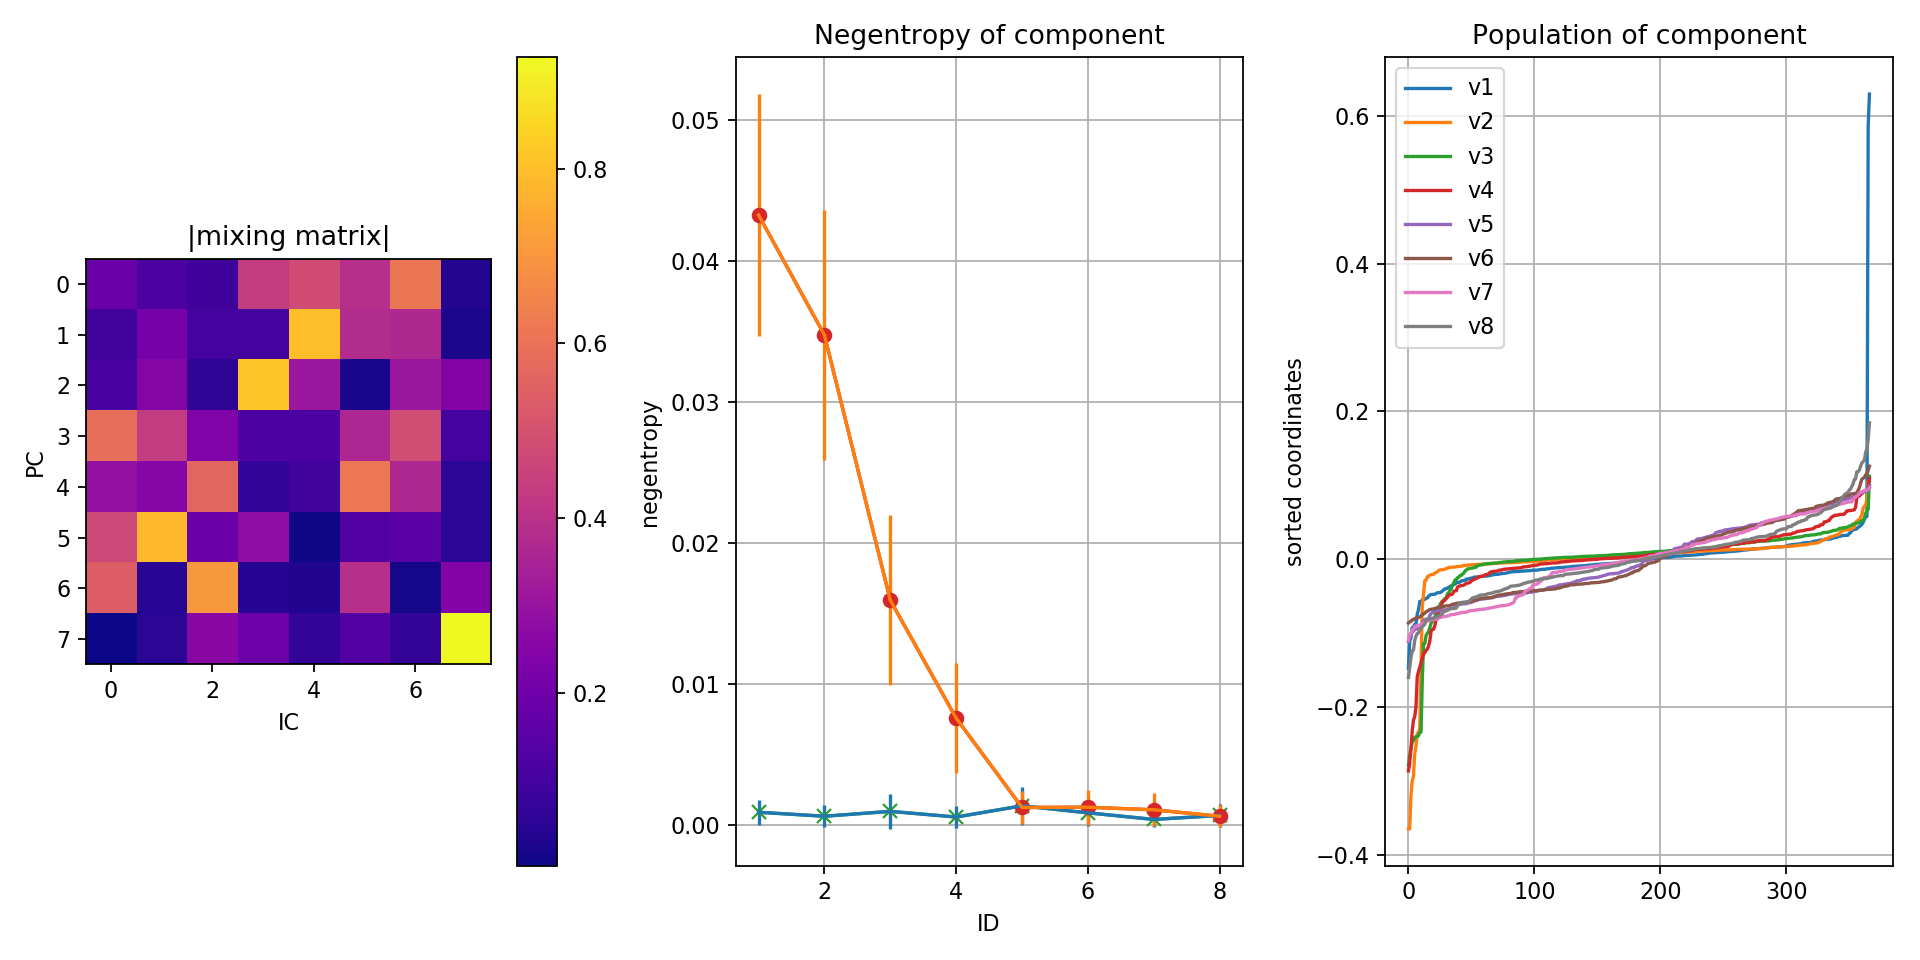 |mixing matrix|
0
1
2
3
4
5
6
7
PC
0 2 4 6
IC
0.8
0.6
0.4
0.2
Negentropy of component
0.05
0.04
0.03
0.02
0.01
0.00
negentropy
2 4 6 8
ID
Population of component
v1
v2
v3
v4
v5
v6
v7
v8
0.6
0.4
0.2
0.0
−0.2
−0.4
sorted coordinates
0 100 200 300